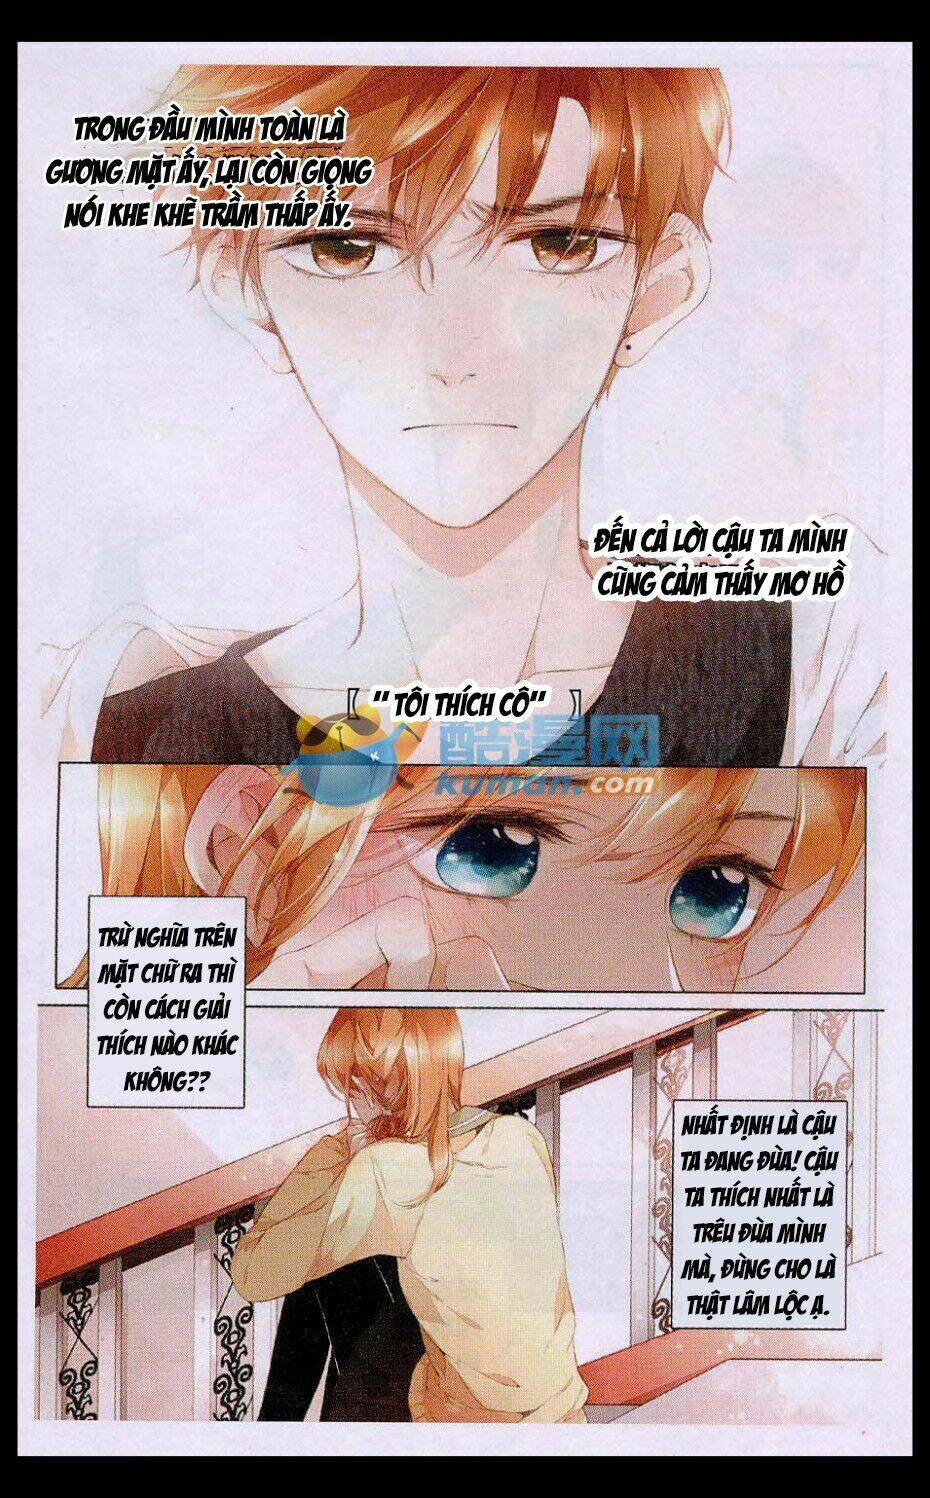 TRONG ĐẦU MÌNH TOÀN LÀ
GƯƠNG MẶT ẤY, LẠI CÒN GIỌNG
NÓI KHE KHẼ TRẦM THẤP ẤY.
ĐẾN CẢ LỜI CẬU TA MÌNH
CŨNG CẢM THẤY MƠ HỒ
【 " TÔI THÍCH CÔ" 】
酷漫网
kuman.com
TRỪ NGHĨA TRÊN
MẶT CHỮ RA THÌ
CÒN CÁCH GIẢI
THÍCH NÀO KHÁC
KHÔNG??
NHẤT ĐỊNH LÀ CẬU
TA ĐANG ĐÙA! CẬU
TA THÍCH NHẤT LÀ
TRÊU ĐÙA MÌNH
MÀ, ĐỪNG CHO LÀ
THẬT LÂM LỘC Ạ.